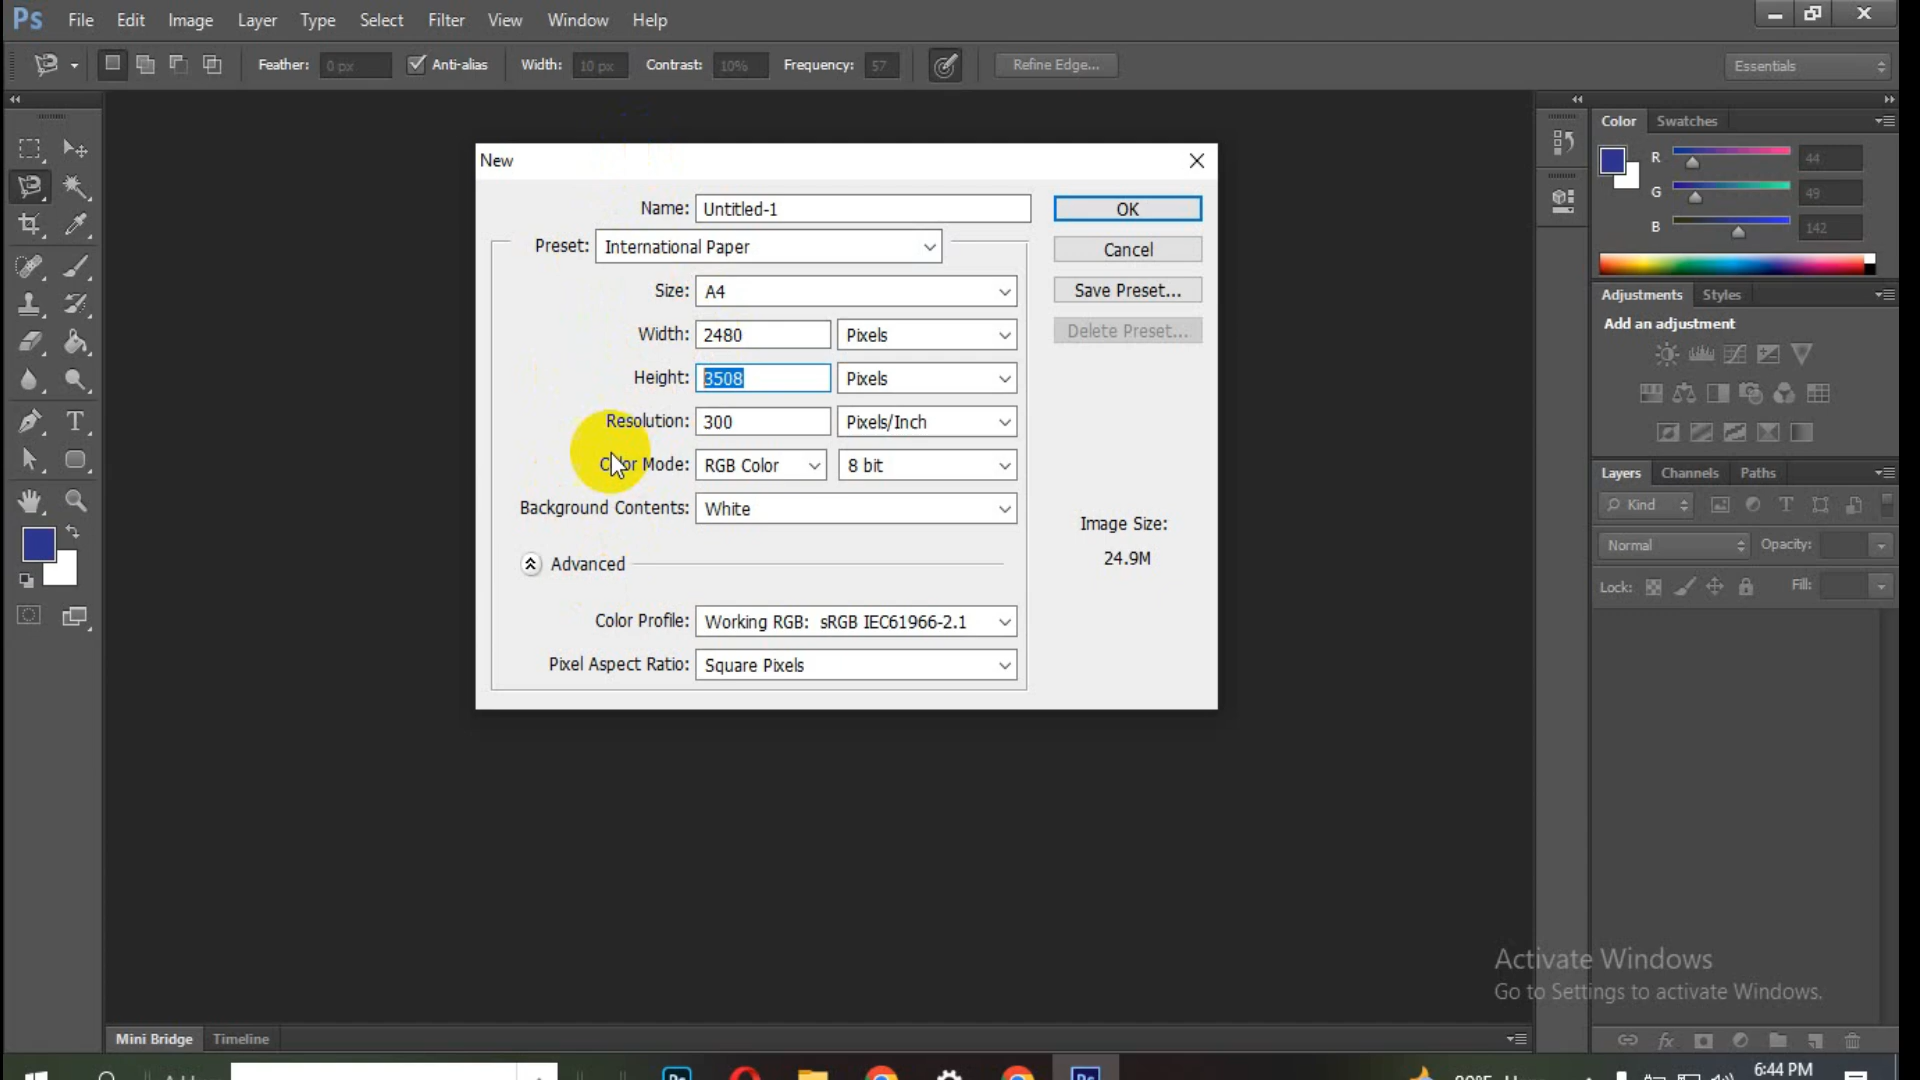 Ps File Edit Image Layer Type Select Filter View Window Help
Feather: 0 px Anti-alias Width: 10 px Contrast: 10% Frequency: 57 Refine Edge... Essentials
New
Name: Untitled-1
Preset: International Paper
Size: A4
Width: 2480 Pixels
Height: 3508 Pixels
Resolution: 300 Pixels/Inch
Color Mode: RGB Color 8 bit
Background Contents: White
Advanced
Color Profile: Working RGB: sRGB IEC61966-2.1
Pixel Aspect Ratio: Square Pixels
OK
Cancel
Save Preset...
Delete Preset...
Image Size:
24.9M
Color Swatches
R 44
G 49
B 142
Adjustments Styles
Add an adjustment
Layers Channels Paths
Kind
Normal Opacity:
Lock: Fill:
Activate Windows
Go to Settings to activate Windows.
Mini Bridge Timeline
Ps Ps 6:44 PM